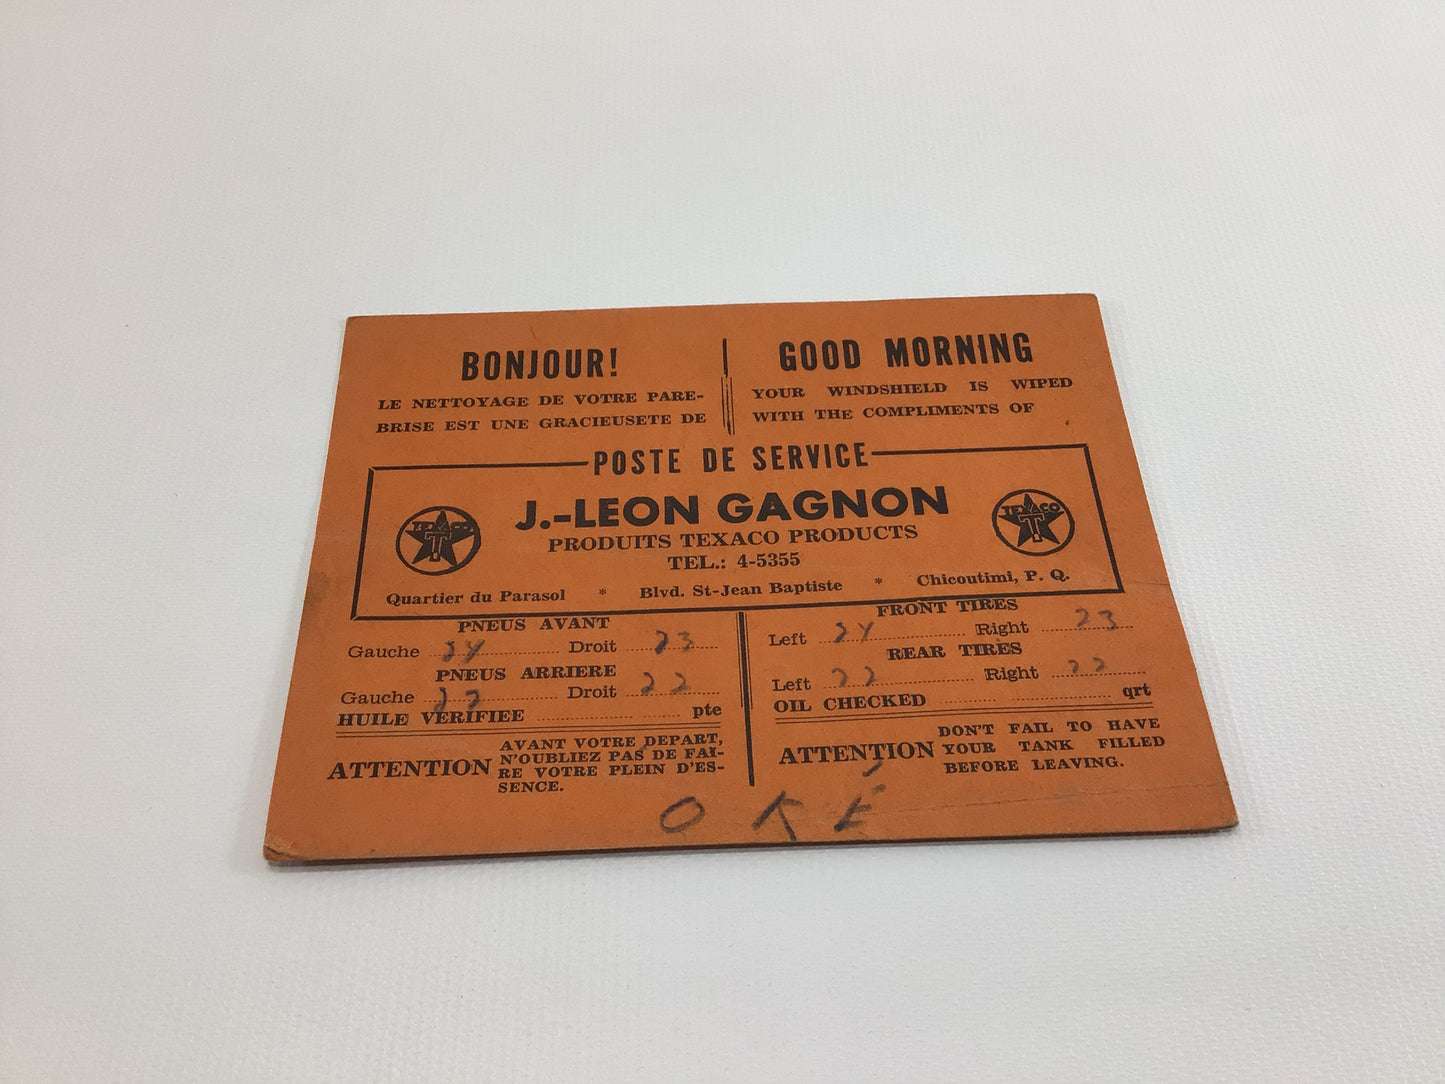 BONJOUR!
LE NETTOYAGE DE VOTRE PARE-
BRISE EST UNE GRACIEUSETE DE
GOOD MORNING
YOUR WINDSHIELD IS WIPED
WITH THE COMPLIMENTS OF
POSTE DE SERVICE
TEXACO
T
J.-LEON GAGNON
PRODUITS TEXACO PRODUCTS
TEL.: 4-5355
TEXACO
T
Quartier du Parasol * Blvd. St-Jean Baptiste * Chicoutimi, P. Q.
PNEUS AVANT
Gauche 24 Droit 23
PNEUS ARRIERE
Gauche 22 Droit 22
HUILE VERIFIEE pte
ATTENTION
AVANT VOTRE DEPART,
N'OUBLIEZ PAS DE FAI-
RE VOTRE PLEIN D'ES-
SENCE.
FRONT TIRES
Left 24 Right 23
REAR TIRES
Left 22 Right 22
OIL CHECKED qrt
ATTENTION
DON'T FAIL TO HAVE
YOUR TANK FILLED
BEFORE LEAVING.
O K É